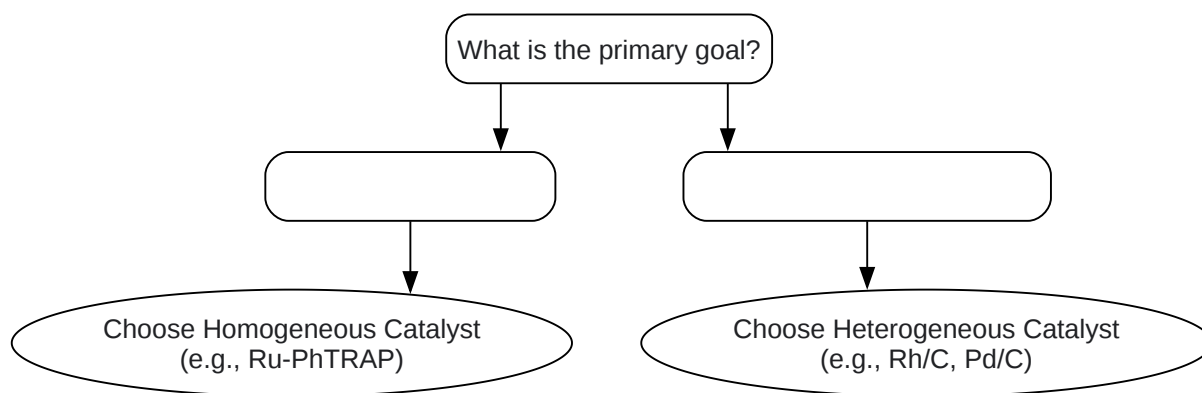 What is the primary goal?
Choose Homogeneous Catalyst
(e.g., Ru-PhTRAP)
Choose Heterogeneous Catalyst
(e.g., Rh/C, Pd/C)